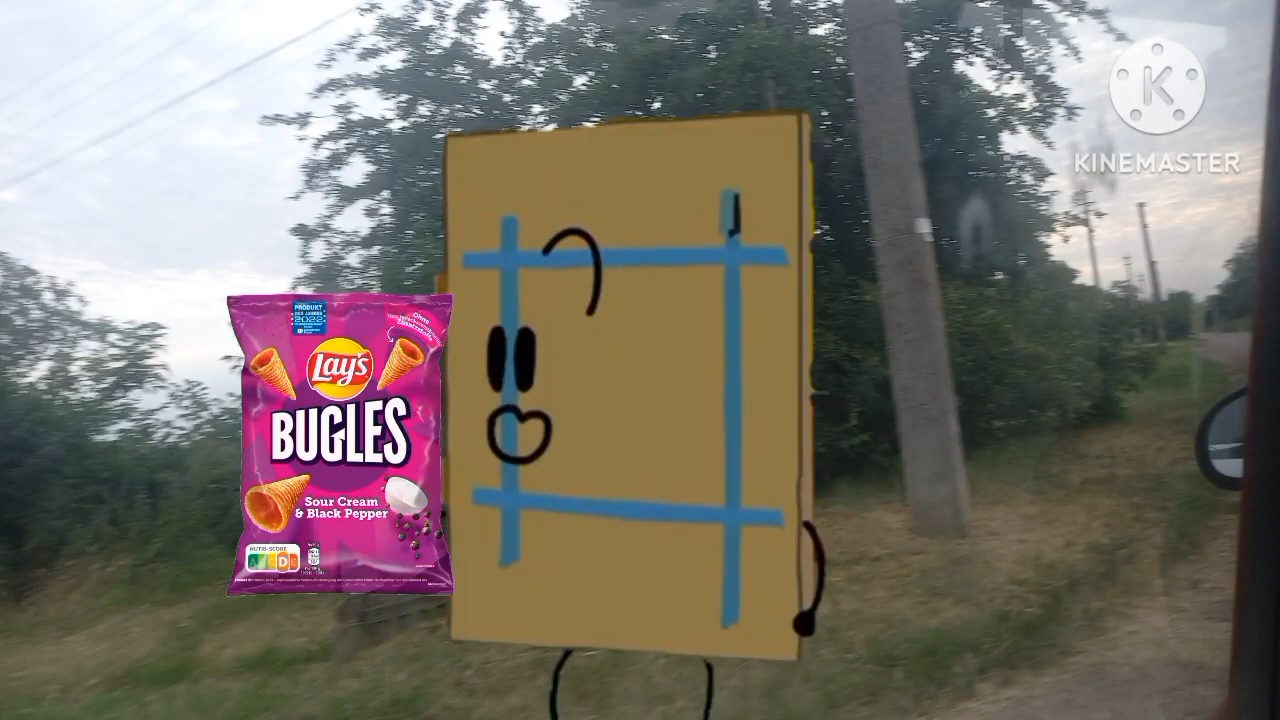 KINEMASTER
PRODUKT
DES JAHRES
2022
Ohne
Lay's
BUGLES
Sour Cream
& Black Pepper
NUTRI-SCORE